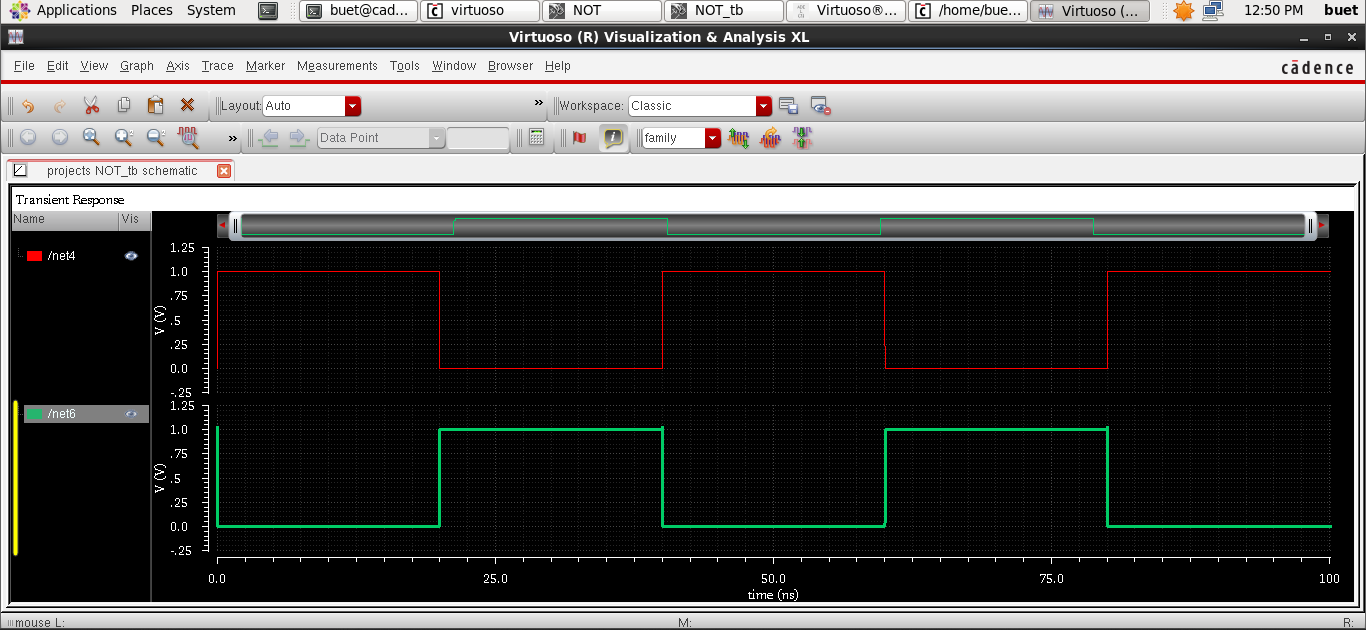 Applications Places System buet@cad... virtuoso NOT NOT_tb Virtuoso®... /home/bue... Virtuoso (... 12:50 PM buet
Virtuoso (R) Visualization & Analysis XL
File Edit View Graph Axis Trace Marker Measurements Tools Window Browser Help cādence
Layout: Auto » Workspace: Classic
» Data Point family
projects NOT_tb schematic
Transient Response
Name Vis
/net4
1.25
1.0
.75
.5
.25
0.0
-.25
V (V)
/net6
1.25
1.0
.75
.5
.25
0.0
-.25
V (V)
0.0 25.0 50.0 75.0 100
time (ns)
mouse L: M: R: